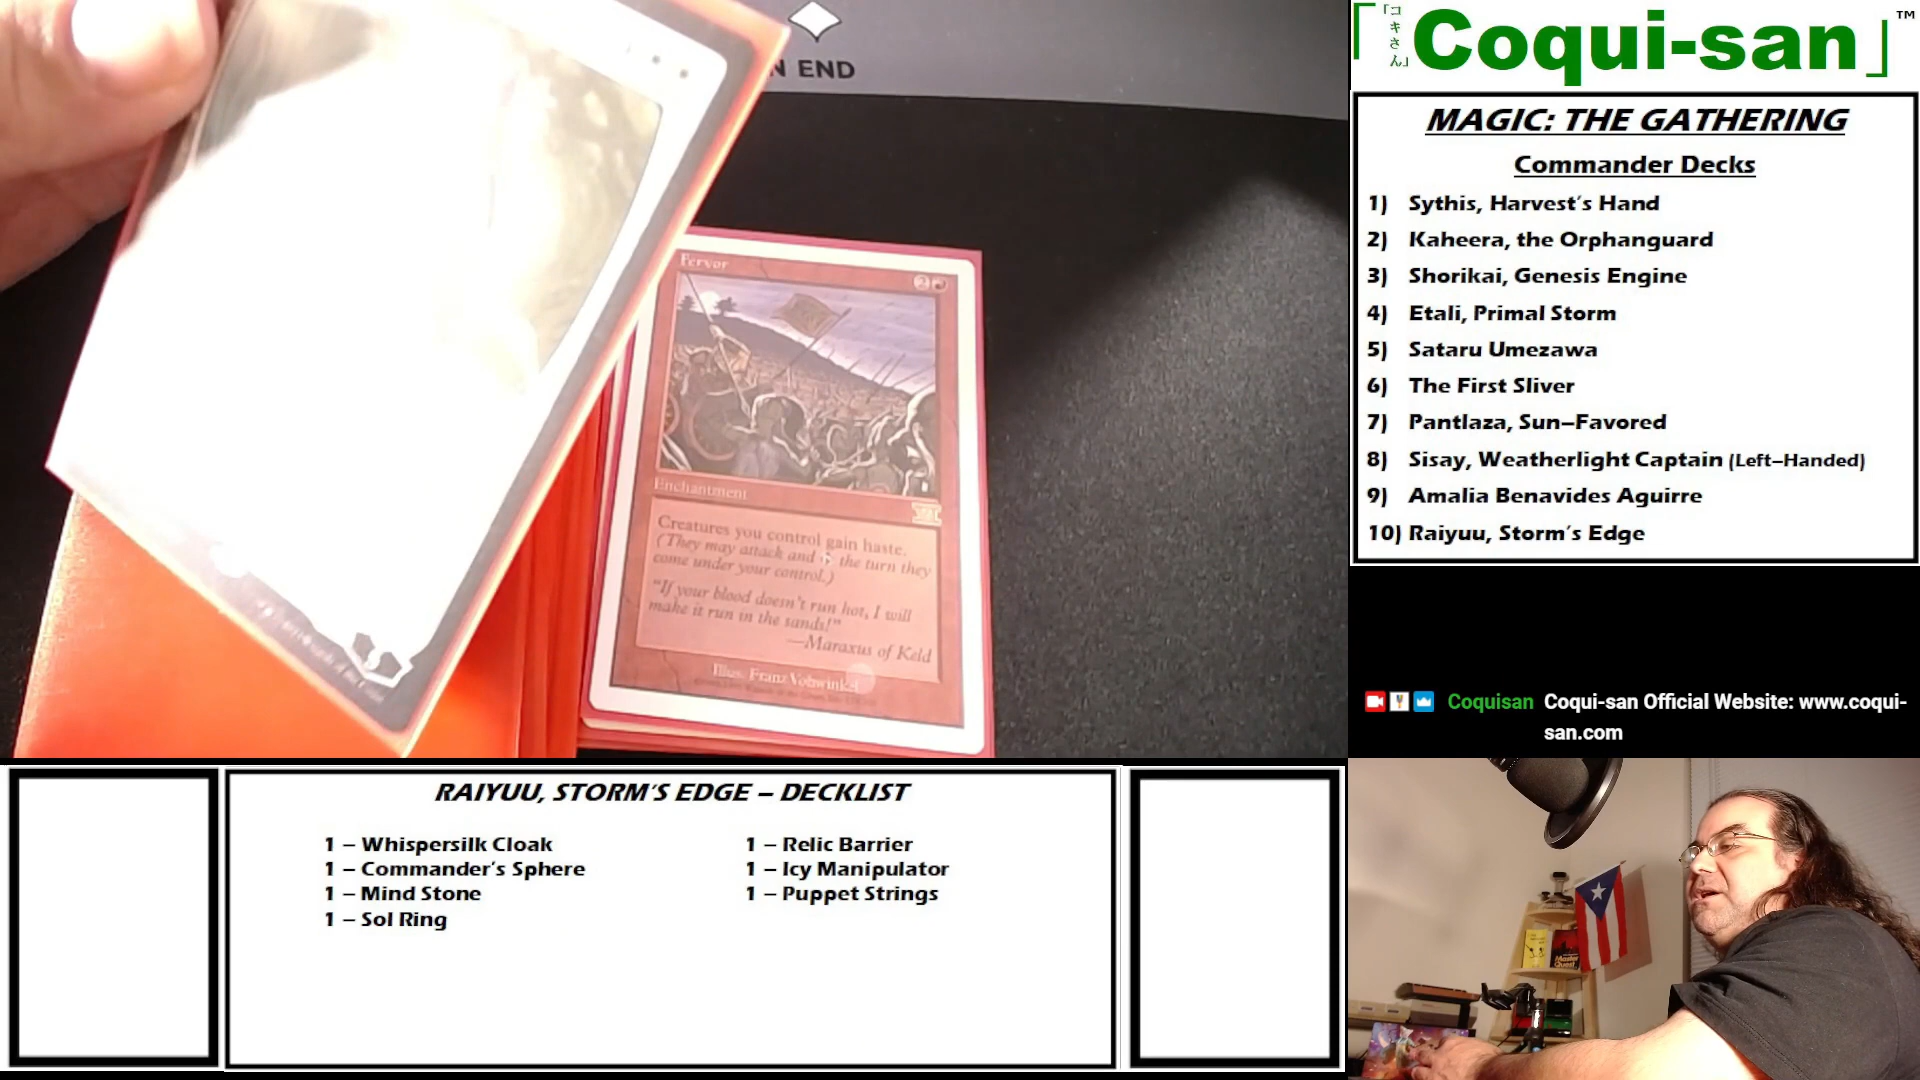 N END
Fervor
2
Enchantment
Creatures you control gain haste.
(They may attack and the turn they
come under your control.)
"If your blood doesn't run hot, I will
make it run in the sands!"
—Maraxus of Keld
Illus. Franz Vohwinkel
「コキさん」
「Coqui-san」™
MAGIC: THE GATHERING
Commander Decks
1) Sythis, Harvest's Hand
2) Kaheera, the Orphanguard
3) Shorikai, Genesis Engine
4) Etali, Primal Storm
5) Sataru Umezawa
6) The First Sliver
7) Pantlaza, Sun-Favored
8) Sisay, Weatherlight Captain (Left-Handed)
9) Amalia Benavides Aguirre
10) Raiyuu, Storm's Edge
Coquisan Coqui-san Official Website: www.coqui-
san.com
RAIYUU, STORM'S EDGE – DECKLIST
1 – Whispersilk Cloak
1 – Commander's Sphere
1 – Mind Stone
1 – Sol Ring
1 – Relic Barrier
1 – Icy Manipulator
1 – Puppet Strings
Master
Quest